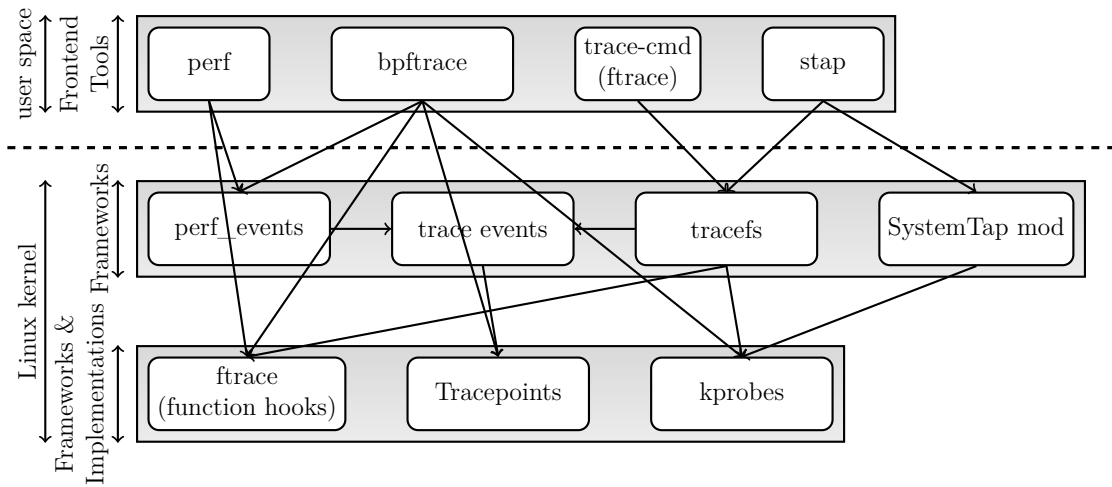 user space
Frontend
Tools
perf
bpftrace
trace-cmd
(ftrace)
stap
Linux kernel
Frameworks
perf_events
trace events
tracefs
SystemTap mod
Frameworks &
Implementations
ftrace
(function hooks)
Tracepoints
kprobes